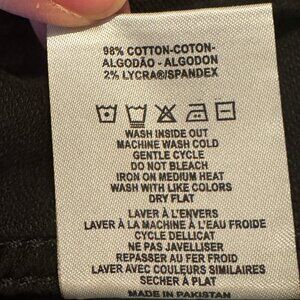 98% COTTON-COTON-
ALGODÃO - ALGODON
2% LYCRA®/SPANDEX
WASH INSIDE OUT
MACHINE WASH COLD
GENTLE CYCLE
DO NOT BLEACH
IRON ON MEDIUM HEAT
WASH WITH LIKE COLORS
DRY FLAT
LAVER À L'ENVERS
LAVER À LA MACHINE À L'EAU FROIDE
CYCLE DELLICAT
NE PAS JAVELLISER
REPASSER AU FER FROID
LAVER AVEC COULEURS SIMILAIRES
SECHER À PLAT
MADE IN PAKISTAN